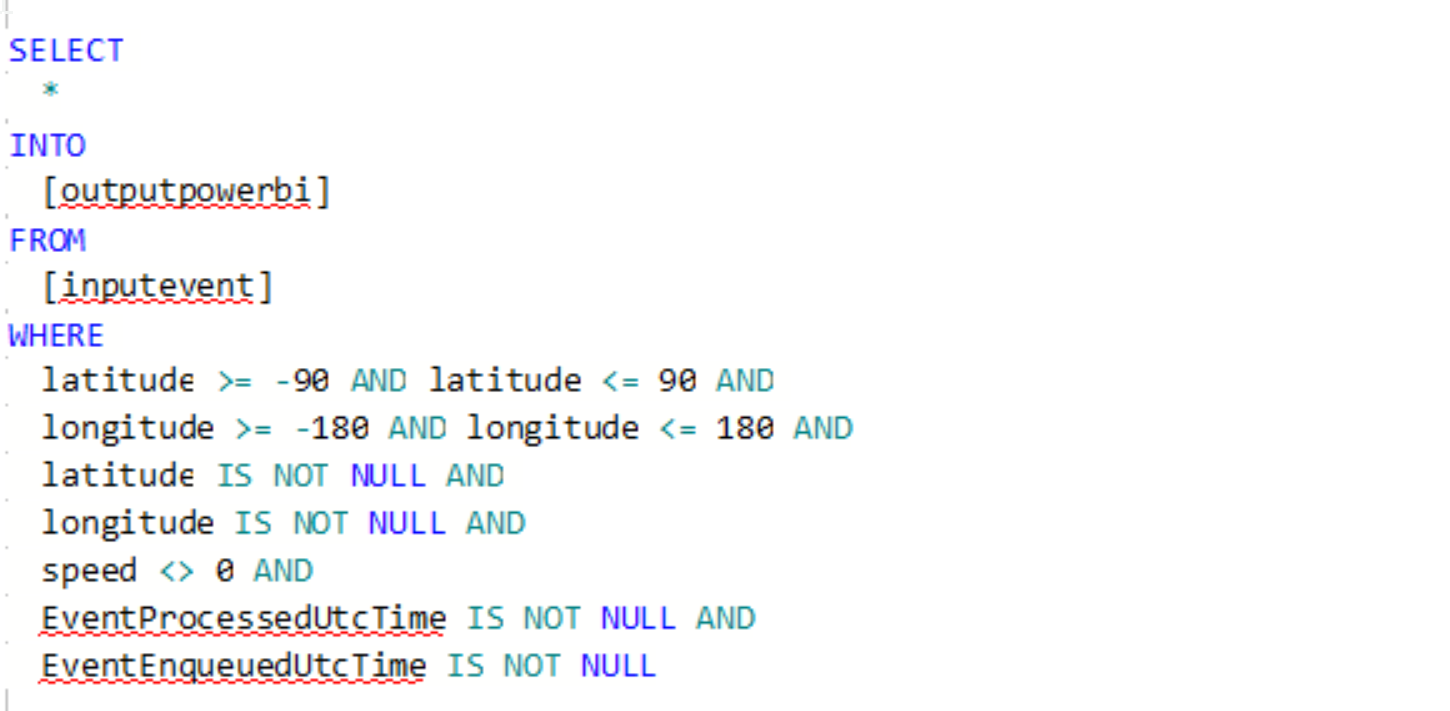 SELECT
*
INTO
[outputpowerbi]
FROM
[inputevent]
WHERE
latitude >= -90 AND latitude <= 90 AND
longitude >= -180 AND longitude <= 180 AND
latitude IS NOT NULL AND
longitude IS NOT NULL AND
speed <> 0 AND
EventProcessedUtcTime IS NOT NULL AND
EventEnqueuedUtcTime IS NOT NULL